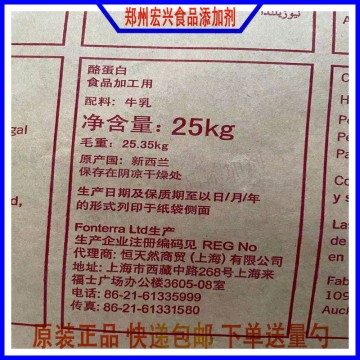 郑州宏兴食品添加剂
酪蛋白
食品加工用
配料: 牛乳
净含量: 25kg
毛重: 25.35kg
原产国: 新西兰
保存在阴凉干燥处
生产日期及保质期至以日/月/年
的形式列印于纸袋侧面
Fonterra Ltd生产
生产企业注册编码见 REG No
代理商: 恒天然商贸 (上海) 有限公司
地址: 上海市西藏中路268号上海来
福士广场办公楼3605-08室
电话: 86-21-61335999
传真: 86-21-61331580
原装正品 快递包邮 下单送量勺